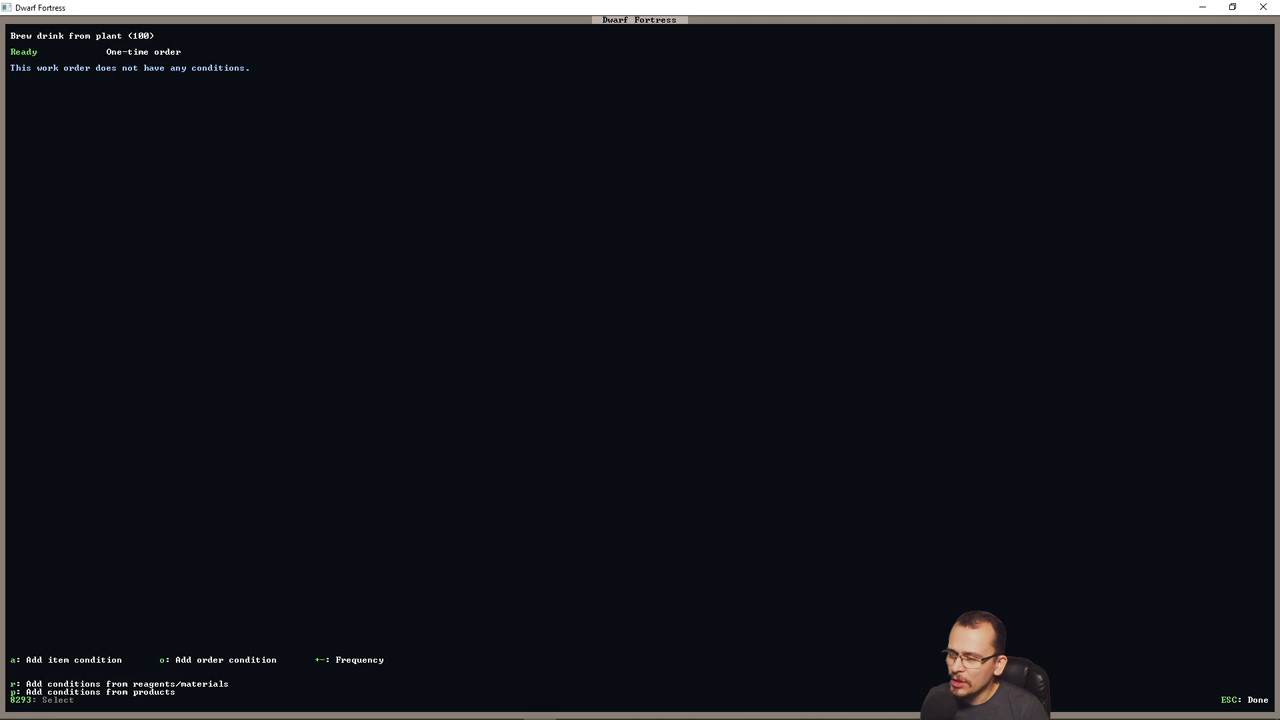 Dwarf Fortress
Dwarf Fortress
Brew drink from plant (100)
Ready One-time order
This work order does not have any conditions.
a: Add item condition o: Add order condition +-: Frequency
r: Add conditions from reagents/materials
p: Add conditions from products
8293: Select ESC: Done